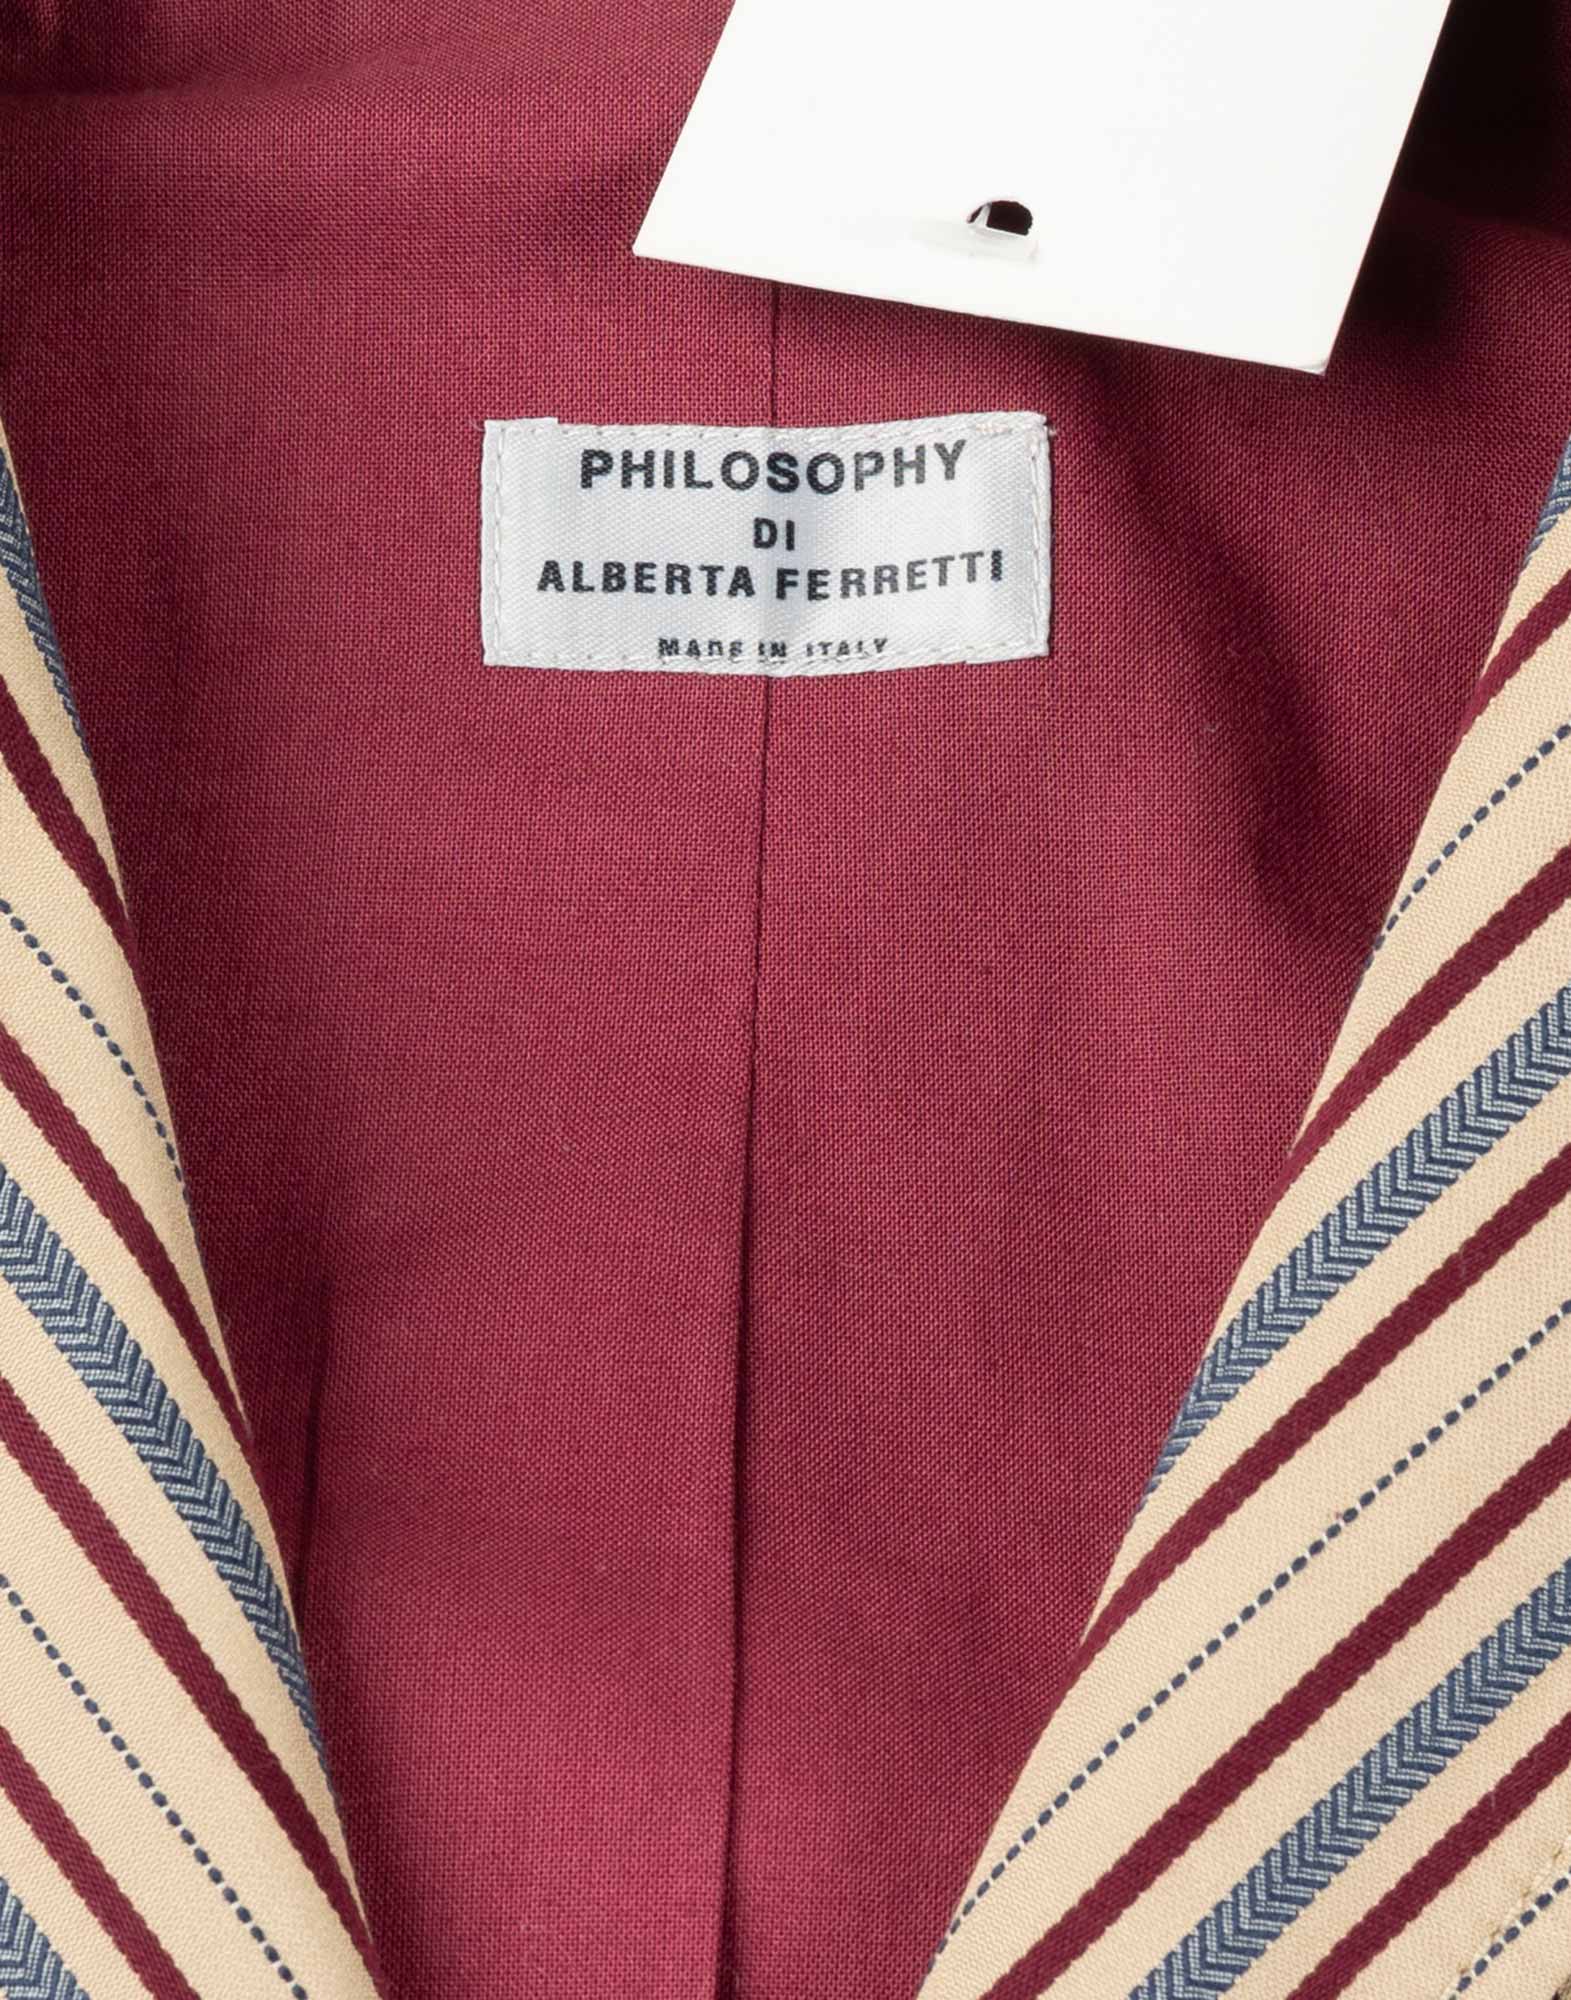 PHILOSOPHY
DI
ALBERTA FERRETTI
MADE IN ITALY